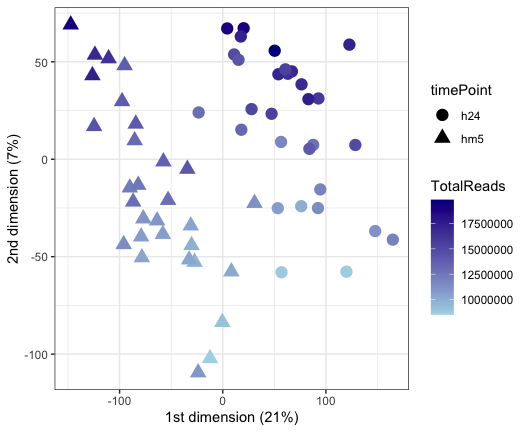 50
0
-50
-100
-100
0
100
2nd dimension (7%)
1st dimension (21%)
timePoint
h24
hm5
TotalReads
17500000
15000000
12500000
10000000